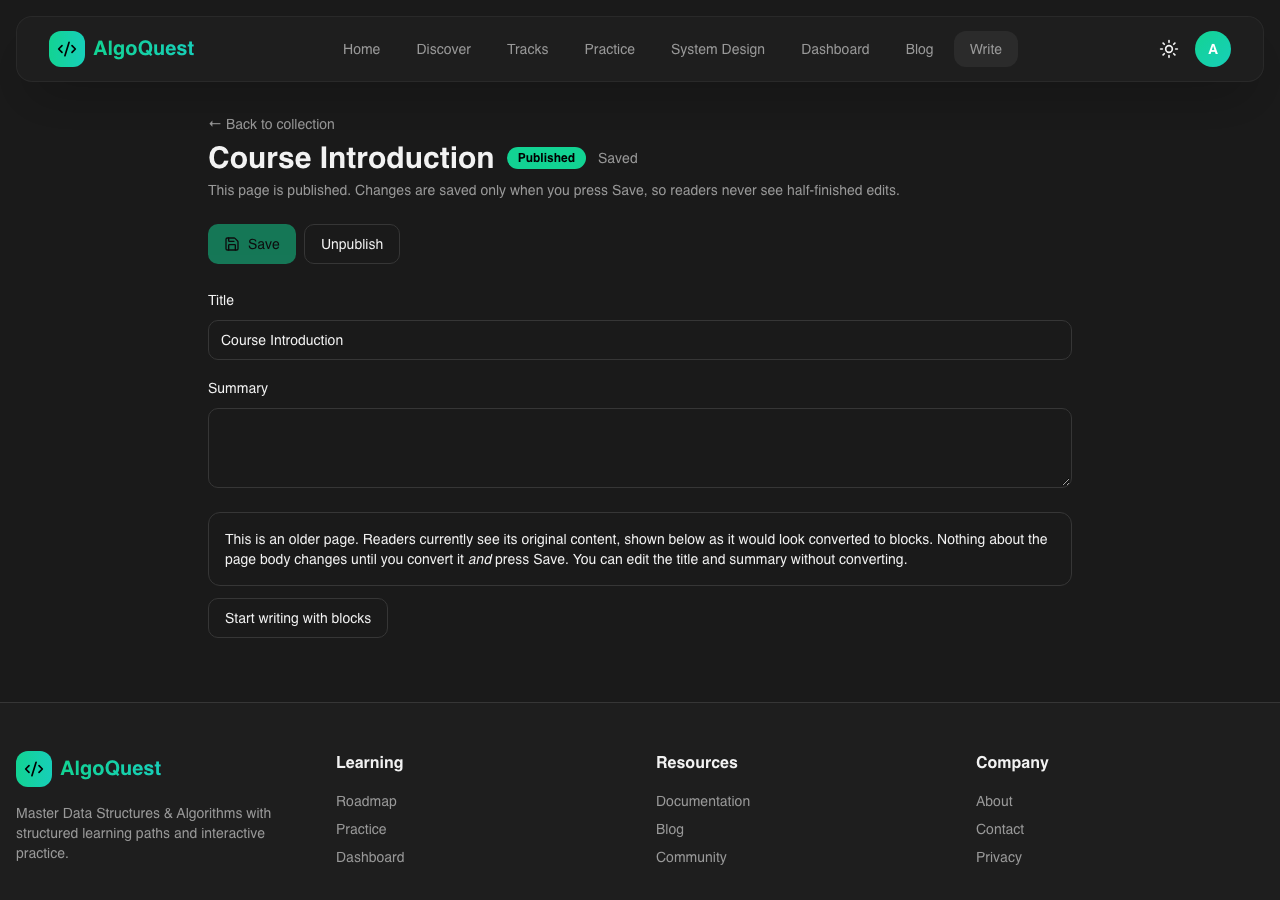 AlgoQuest
Home
Discover
Tracks
Practice
System Design
Dashboard
Blog
Write
A
← Back to collection
Course Introduction
Published
Saved
This page is published. Changes are saved only when you press Save, so readers never see half-finished edits.
Save
Unpublish
Title
Course Introduction
Summary
This is an older page. Readers currently see its original content, shown below as it would look converted to blocks. Nothing about the
page body changes until you convert it and press Save. You can edit the title and summary without converting.
Start writing with blocks
AlgoQuest
Master Data Structures & Algorithms with
structured learning paths and interactive
practice.
Learning
Roadmap
Practice
Dashboard
Resources
Documentation
Blog
Community
Company
About
Contact
Privacy